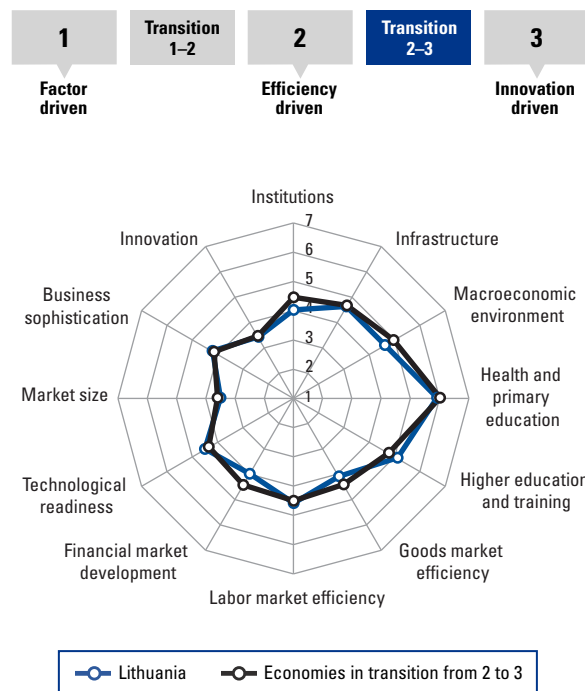 1
Transition
1–2
2
Transition
2–3
3
Factor
driven
Efficiency
driven
Innovation
driven
Institutions
7
Innovation
Infrastructure
6
5
Business
sophistication
Macroeconomic
environment
4
3
2
Market size
1
Health and
primary
education
Technological
readiness
Higher education
and training
Financial market
development
Goods market
efficiency
Labor market efficiency
Lithuania
Economies in transition from 2 to 3